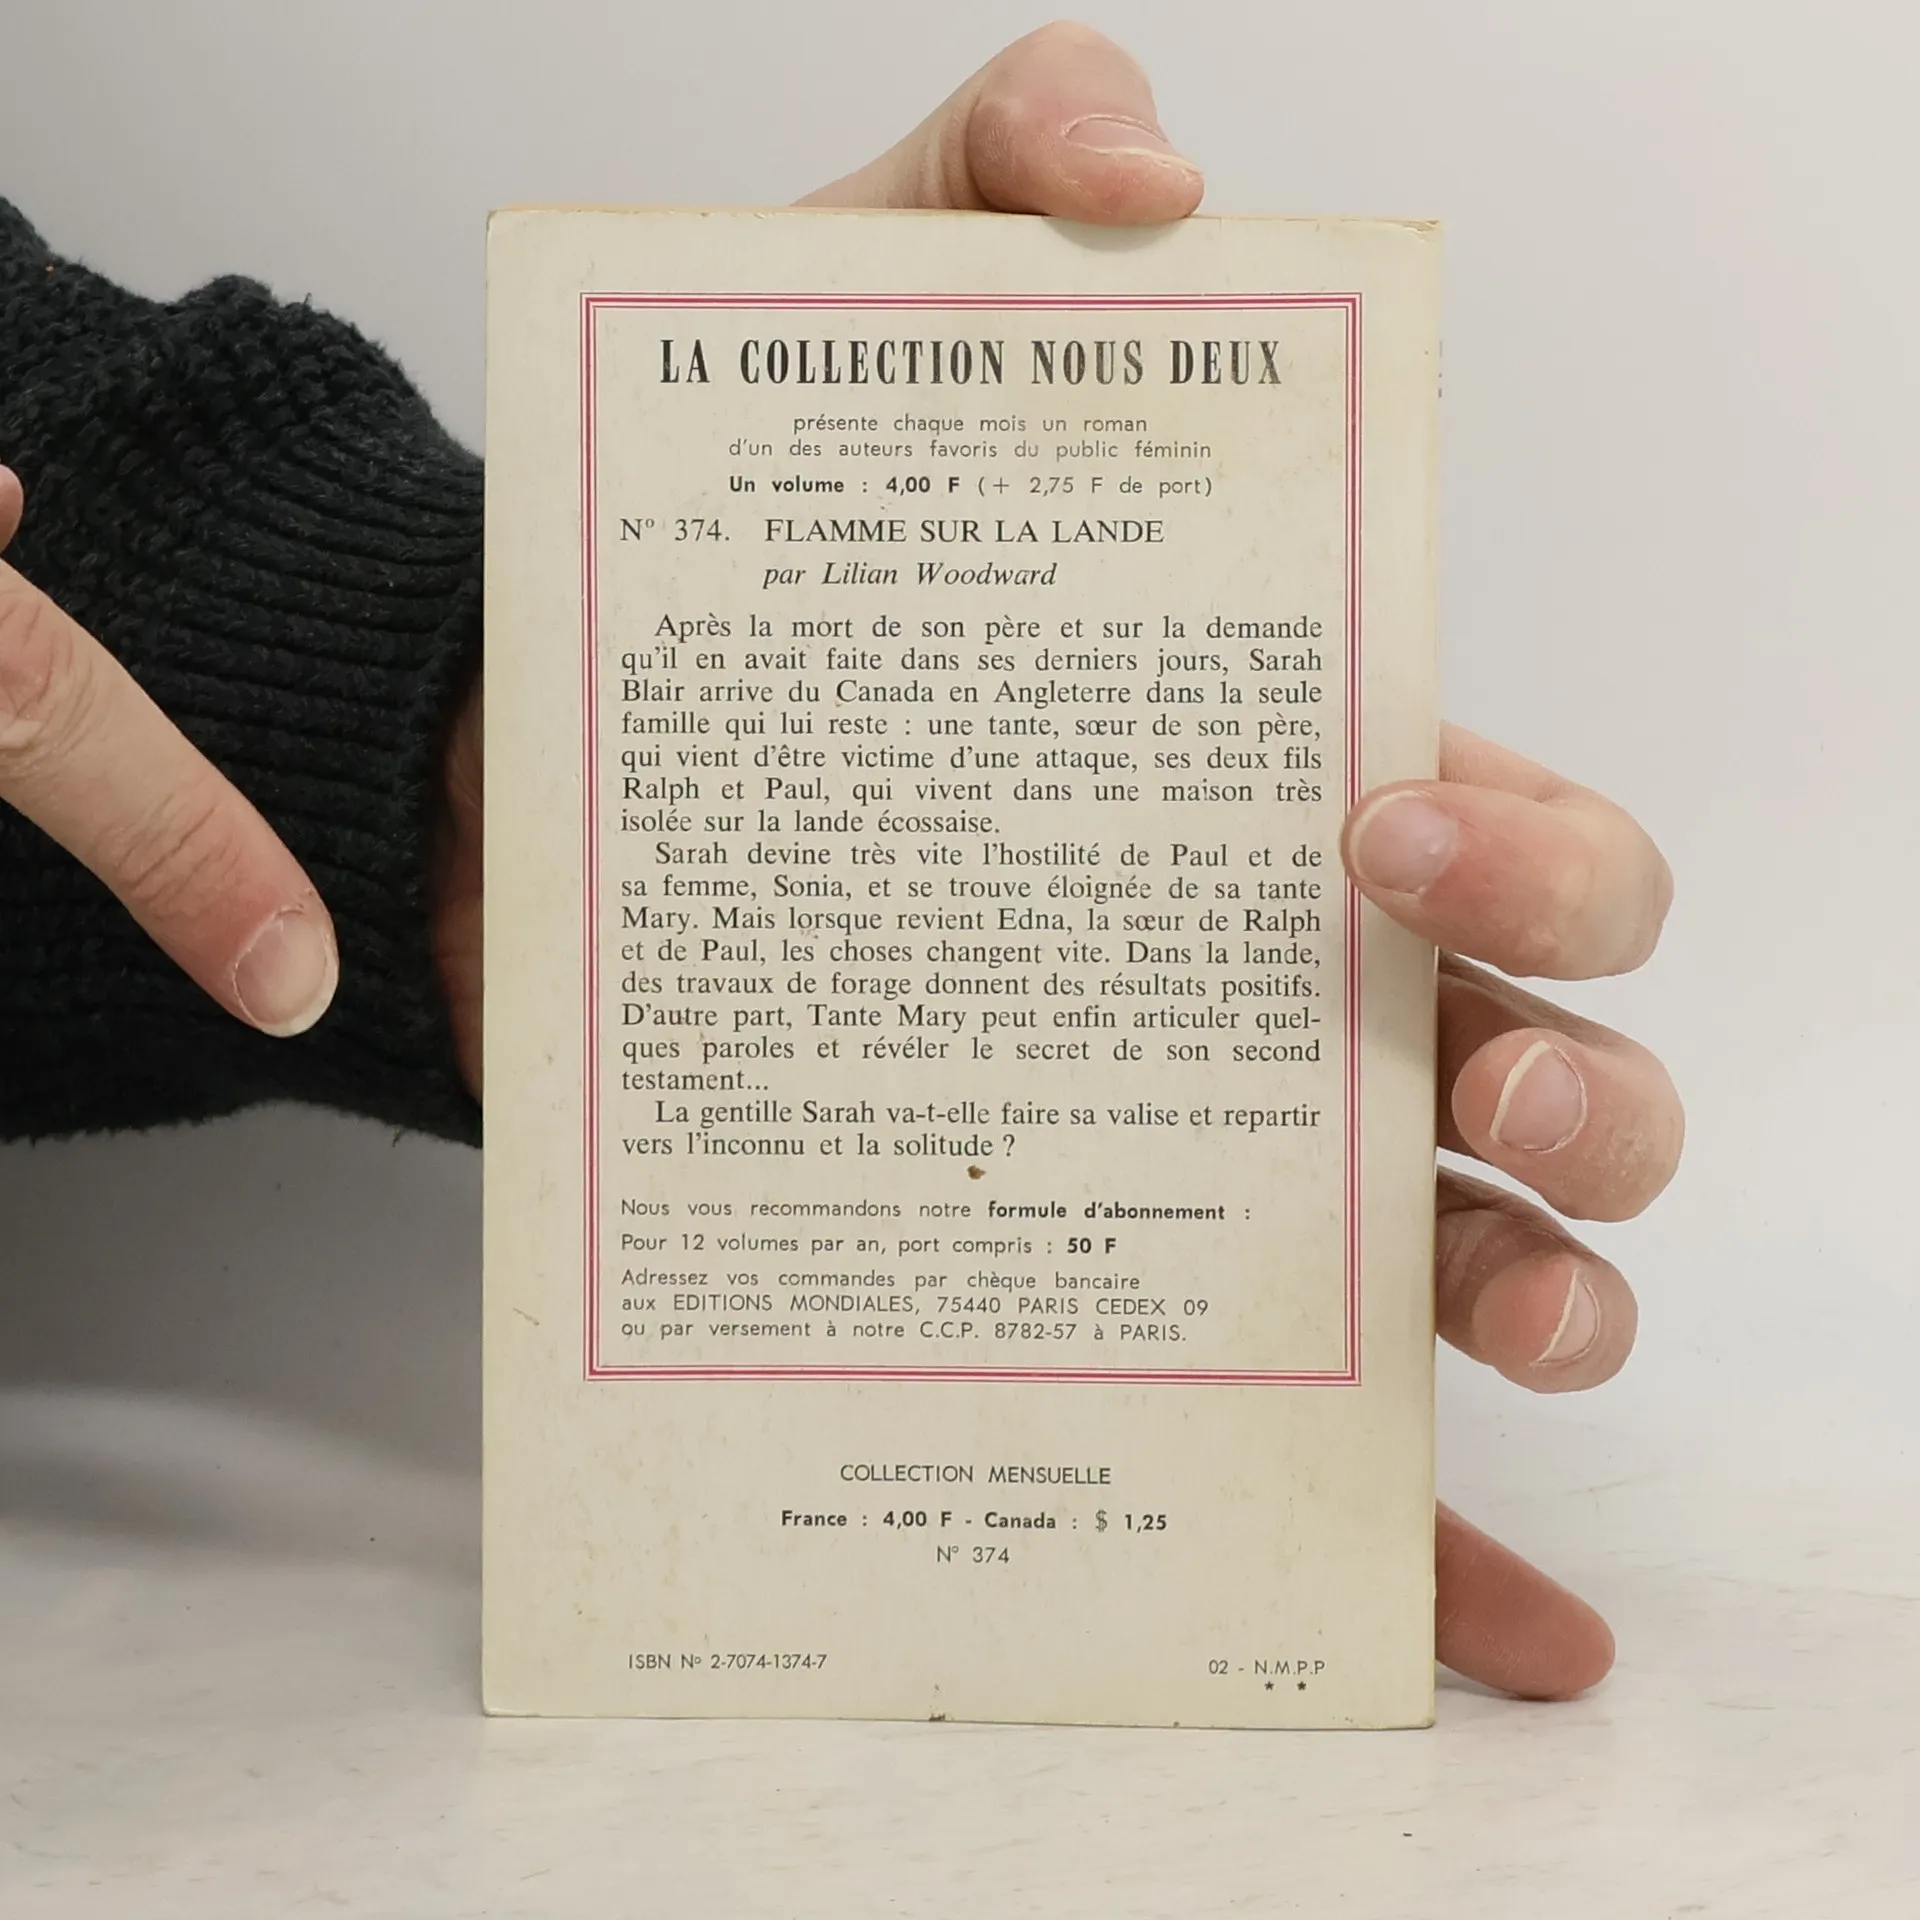 LA COLLECTION NOUS DEUX
présente chaque mois un roman
d'un des auteurs favoris du public féminin
Un volume : 4,00 F (+ 2,75 F de port)
Nº 374. FLAMME SUR LA LANDE
par Lilian Woodward
Après la mort de son père et sur la demande
qu'il en avait faite dans ses derniers jours, Sarah
Blair arrive du Canada en Angleterre dans la seule
famille qui lui reste : une tante, sœur de son père,
qui vient d'être victime d'une attaque, ses deux fils
Ralph et Paul, qui vivent dans une maison très
isolée sur la lande écossaise.
Sarah devine très vite l'hostilité de Paul et de
sa femme, Sonia, et se trouve éloignée de sa tante
Mary. Mais lorsque revient Edna, la sœur de Ralph
et de Paul, les choses changent vite. Dans la lande,
des travaux de forage donnent des résultats positifs.
D'autre part, Tante Mary peut enfin articuler quel-
ques paroles et révéler le secret de son second
testament...
La gentille Sarah va-t-elle faire sa valise et repartir
vers l'inconnu et la solitude ?
Nous vous recommandons notre formule d'abonnement :
Pour 12 volumes par an, port compris : 50 F
Adressez vos commandes par chèque bancaire
aux EDITIONS MONDIALES, 75440 PARIS CEDEX 09
ou par versement à notre C.C.P. 8782-57 à PARIS.
COLLECTION MENSUELLE
France : 4,00 F - Canada : $ 1,25
Nº 374
ISBN Nº 2-7074-1374-7
02 - N.M.P.P
* *